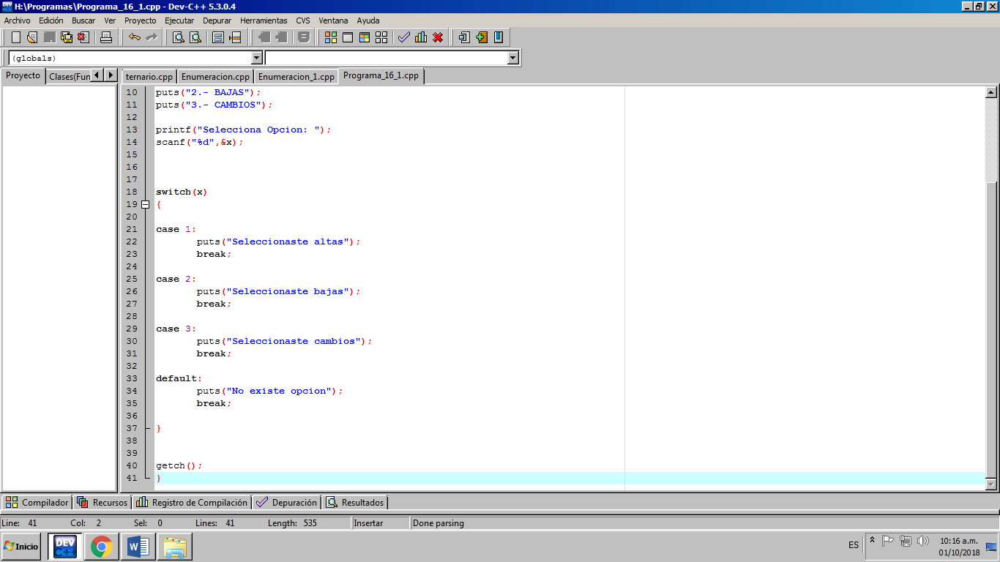 H:\Programas\Programa_16_1.cpp - Dev-C++ 5.3.0.4
Archivo Edición Buscar Ver Proyecto Ejecutar Depurar Herramientas CVS Ventana Ayuda
(globals)
Proyecto Clases(Fun ternario.cpp Enumeracion.cpp Enumeracion_1.cpp Programa_16_1.cpp
10 puts("2.- BAJAS");
11 puts("3.- CAMBIOS");
12
13 printf("Selecciona Opcion: ");
14 scanf("%d",&x);
15
16
17
18 switch(x)
19 {
20
21 case 1:
22 puts("Seleccionaste altas");
23 break;
24
25 case 2:
26 puts("Seleccionaste bajas");
27 break;
28
29 case 3:
30 puts("Seleccionaste cambios");
31 break;
32
33 default:
34 puts("No existe opcion");
35 break;
36
37 }
38
39
40 getch();
41 }
Compilador Recursos Registro de Compilación Depuración Resultados
Line: 41 Col: 2 Sel: 0 Lines: 41 Length: 535 Insertar Done parsing
Inicio DEV C++ W ES 10:16 a.m.
01/10/2018